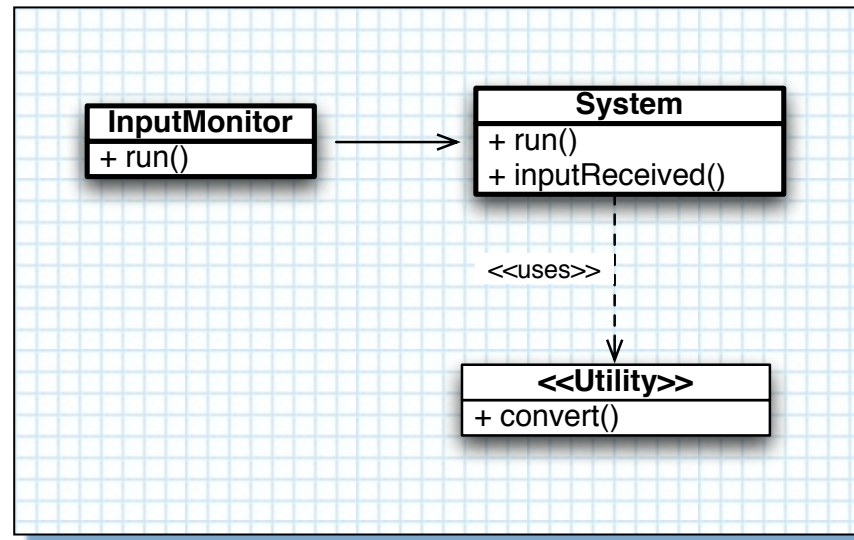 InputMonitor
+ run()
System
+ run()
+ inputReceived()
<<uses>>
<<Utility>>
+ convert()